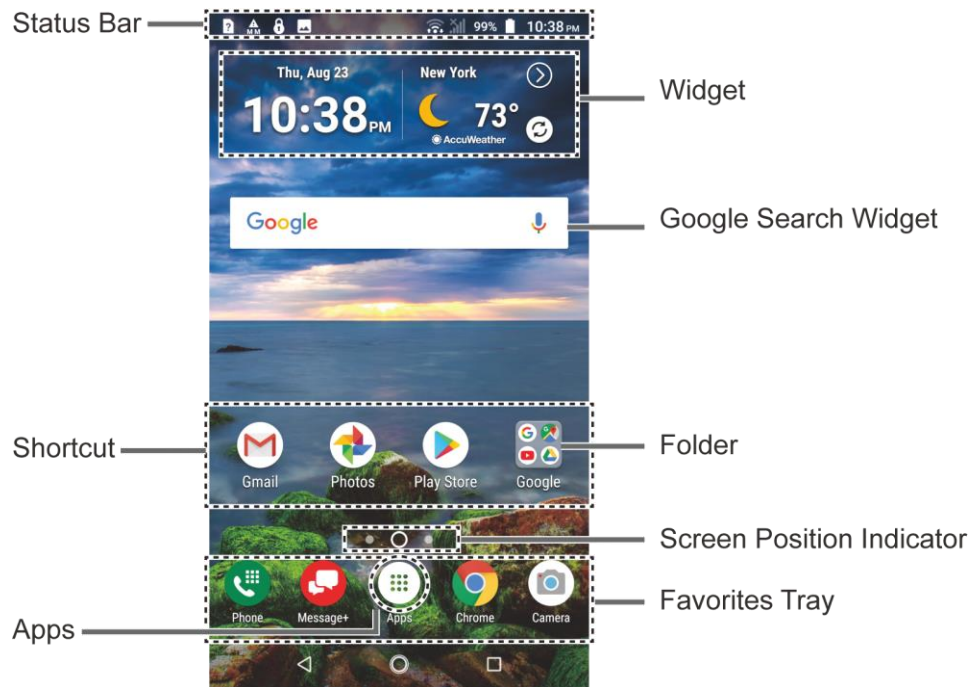 Status Bar
? M M 99% 10:38 PM
Thu, Aug 23
10:38 PM
New York
73°
AccuWeather
Widget
Google
Google Search Widget
Shortcut
Gmail Photos Play Store Google
Folder
Screen Position Indicator
Phone Message+ Apps Chrome Camera
Favorites Tray
Apps